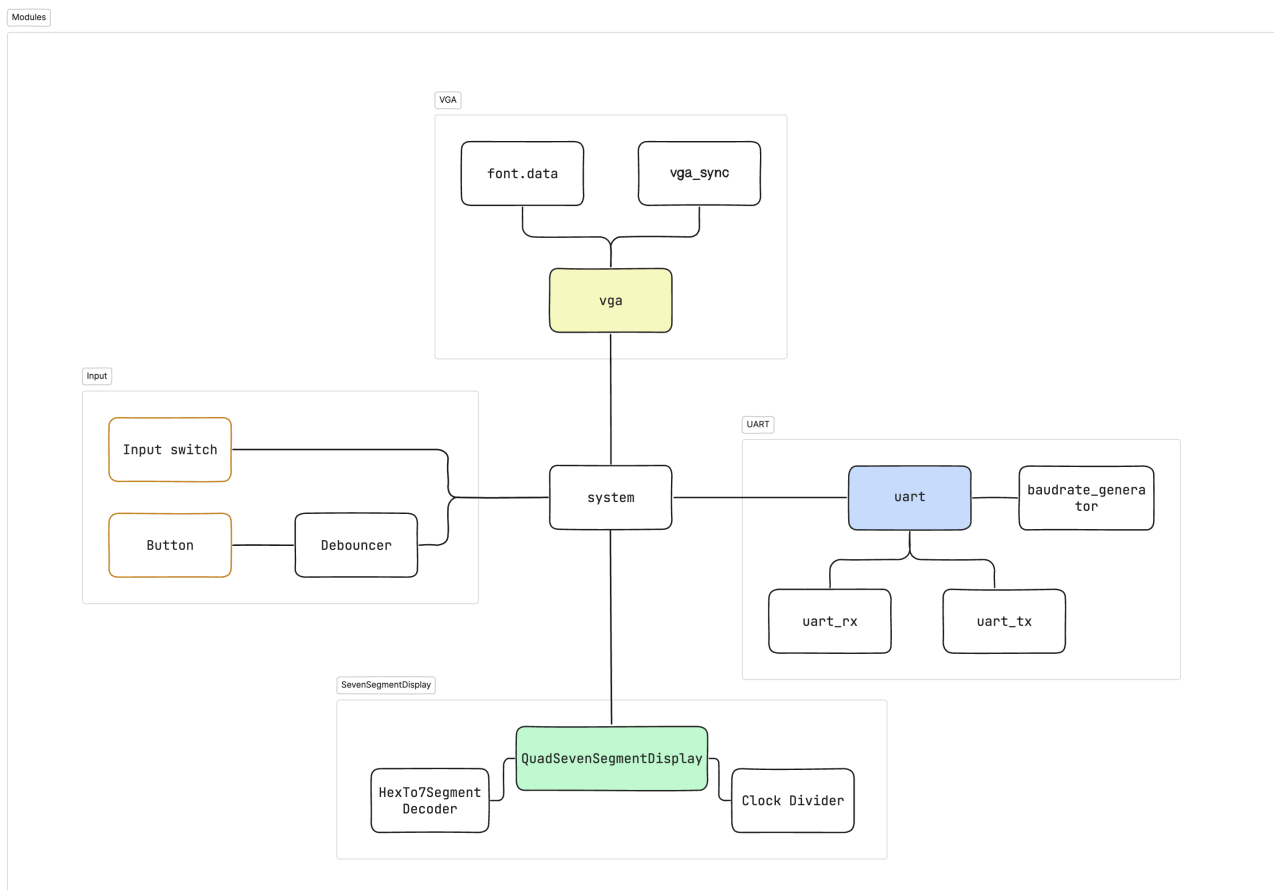 Modules
VGA
font.data
vga_sync
vga
Input
Input switch
Button
Debouncer
system
UART
uart
baudrate_genera
tor
uart_rx
uart_tx
SevenSegmentDisplay
QuadSevenSegmentDisplay
HexTo7Segment
Decoder
Clock Divider